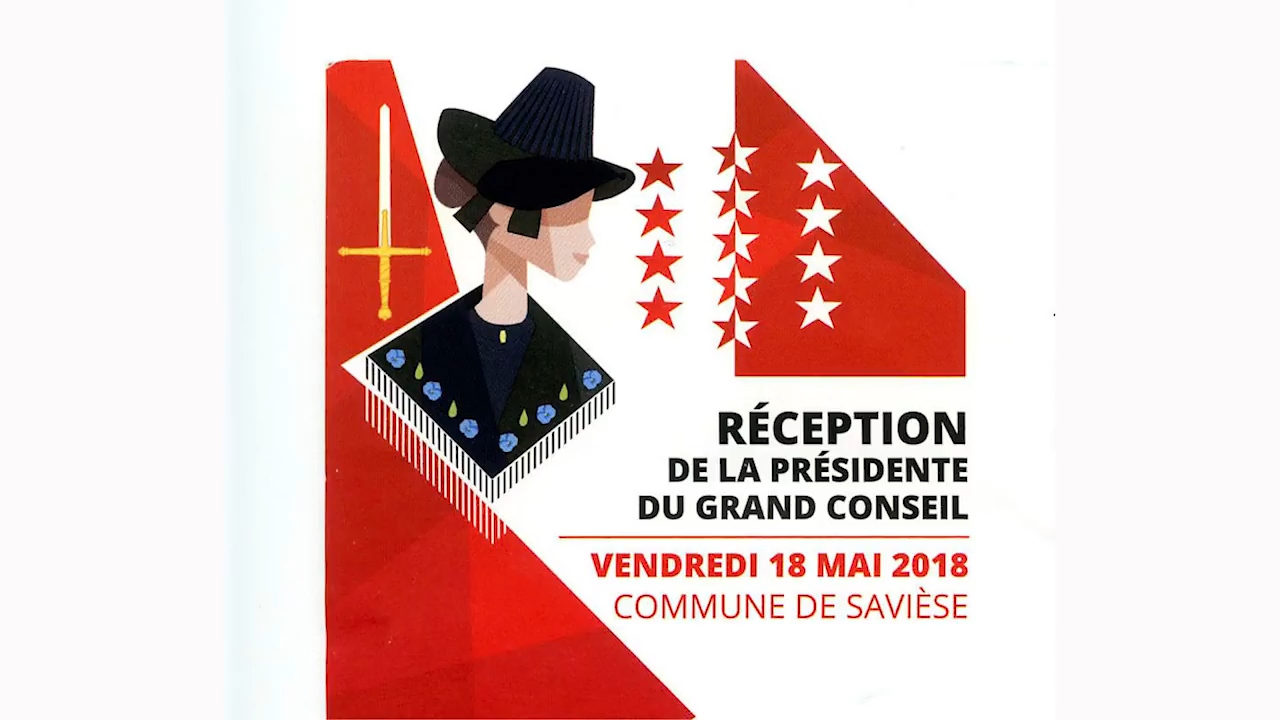 RÉCEPTION
DE LA PRÉSIDENTE
DU GRAND CONSEIL
VENDREDI 18 MAI 2018
COMMUNE DE SAVIÈSE